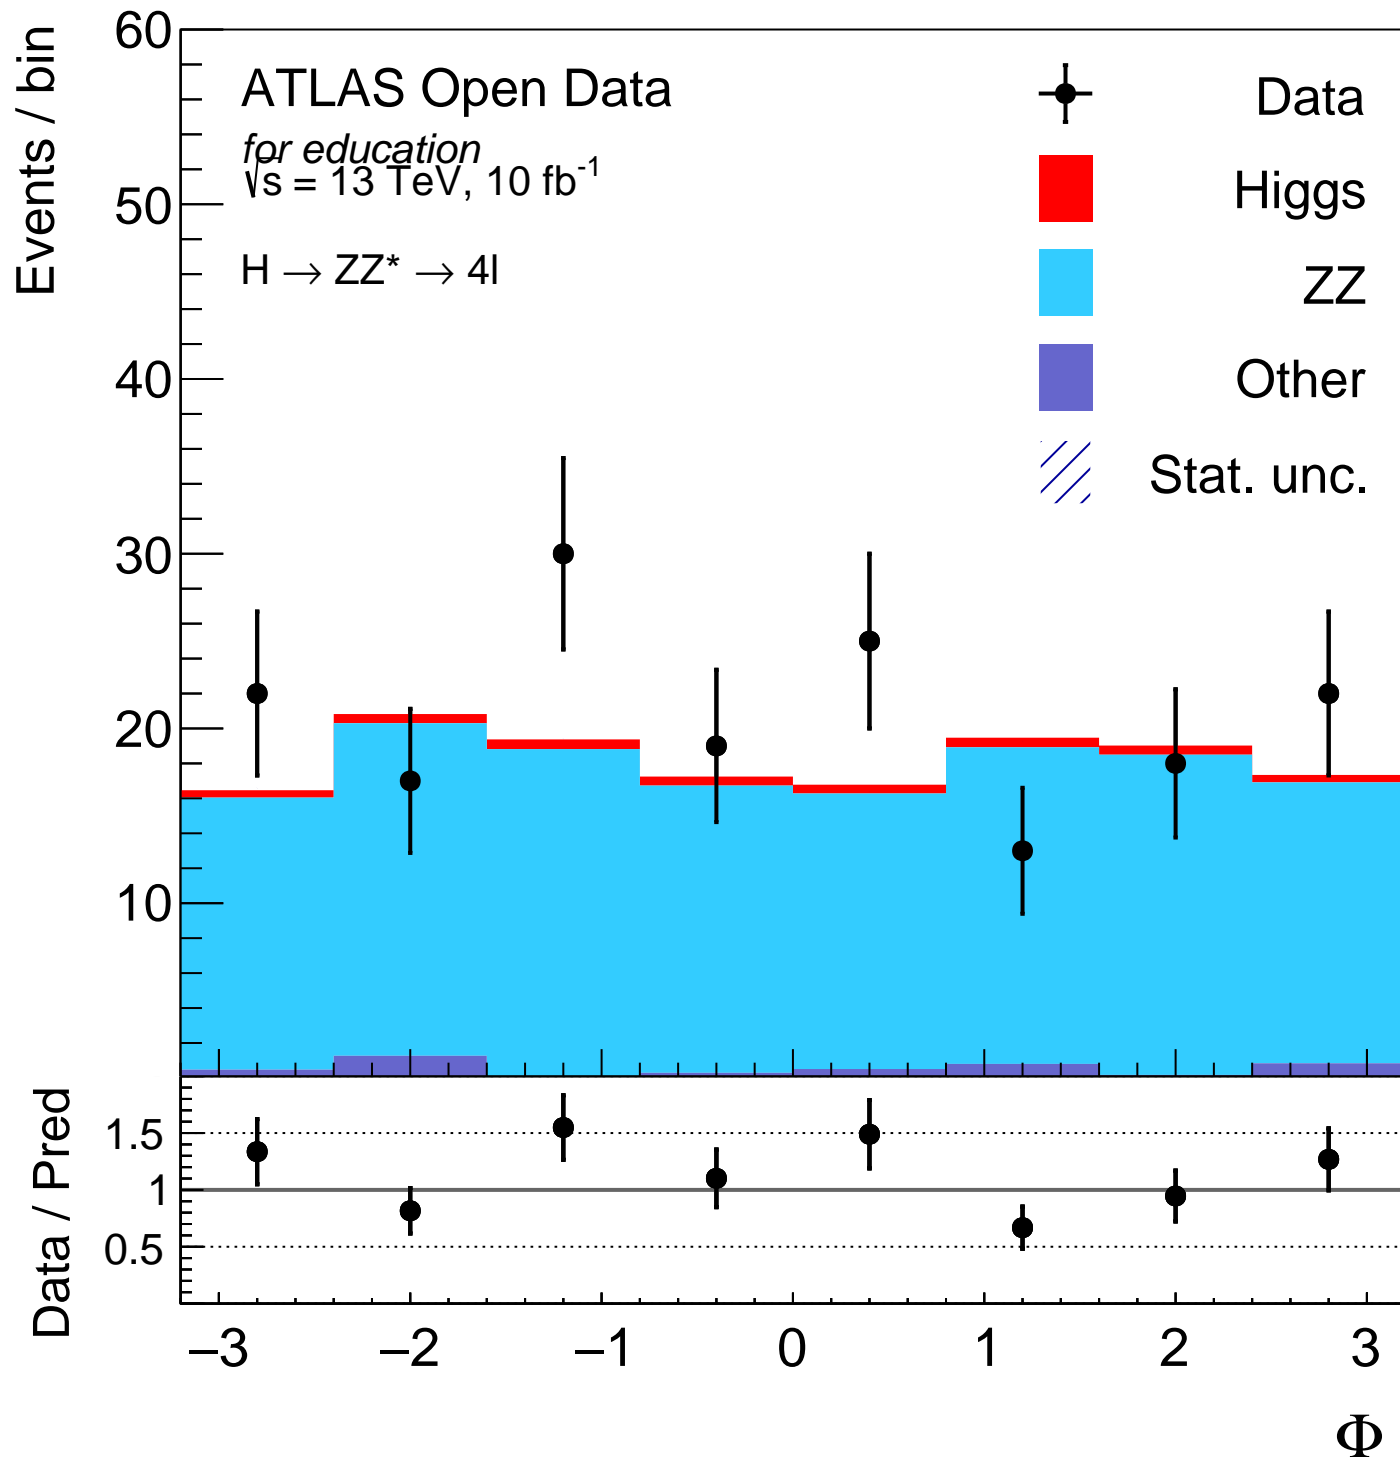 Events / bin
60
50
40
30
20
10
ATLAS Open Data
for education
√s = 13 TeV, 10 fb-1
H → ZZ* → 4l
Data
Higgs
ZZ
Other
Stat. unc.
Data / Pred
1.5
1
0.5
−3 −2 −1 0 1 2 3
Φ